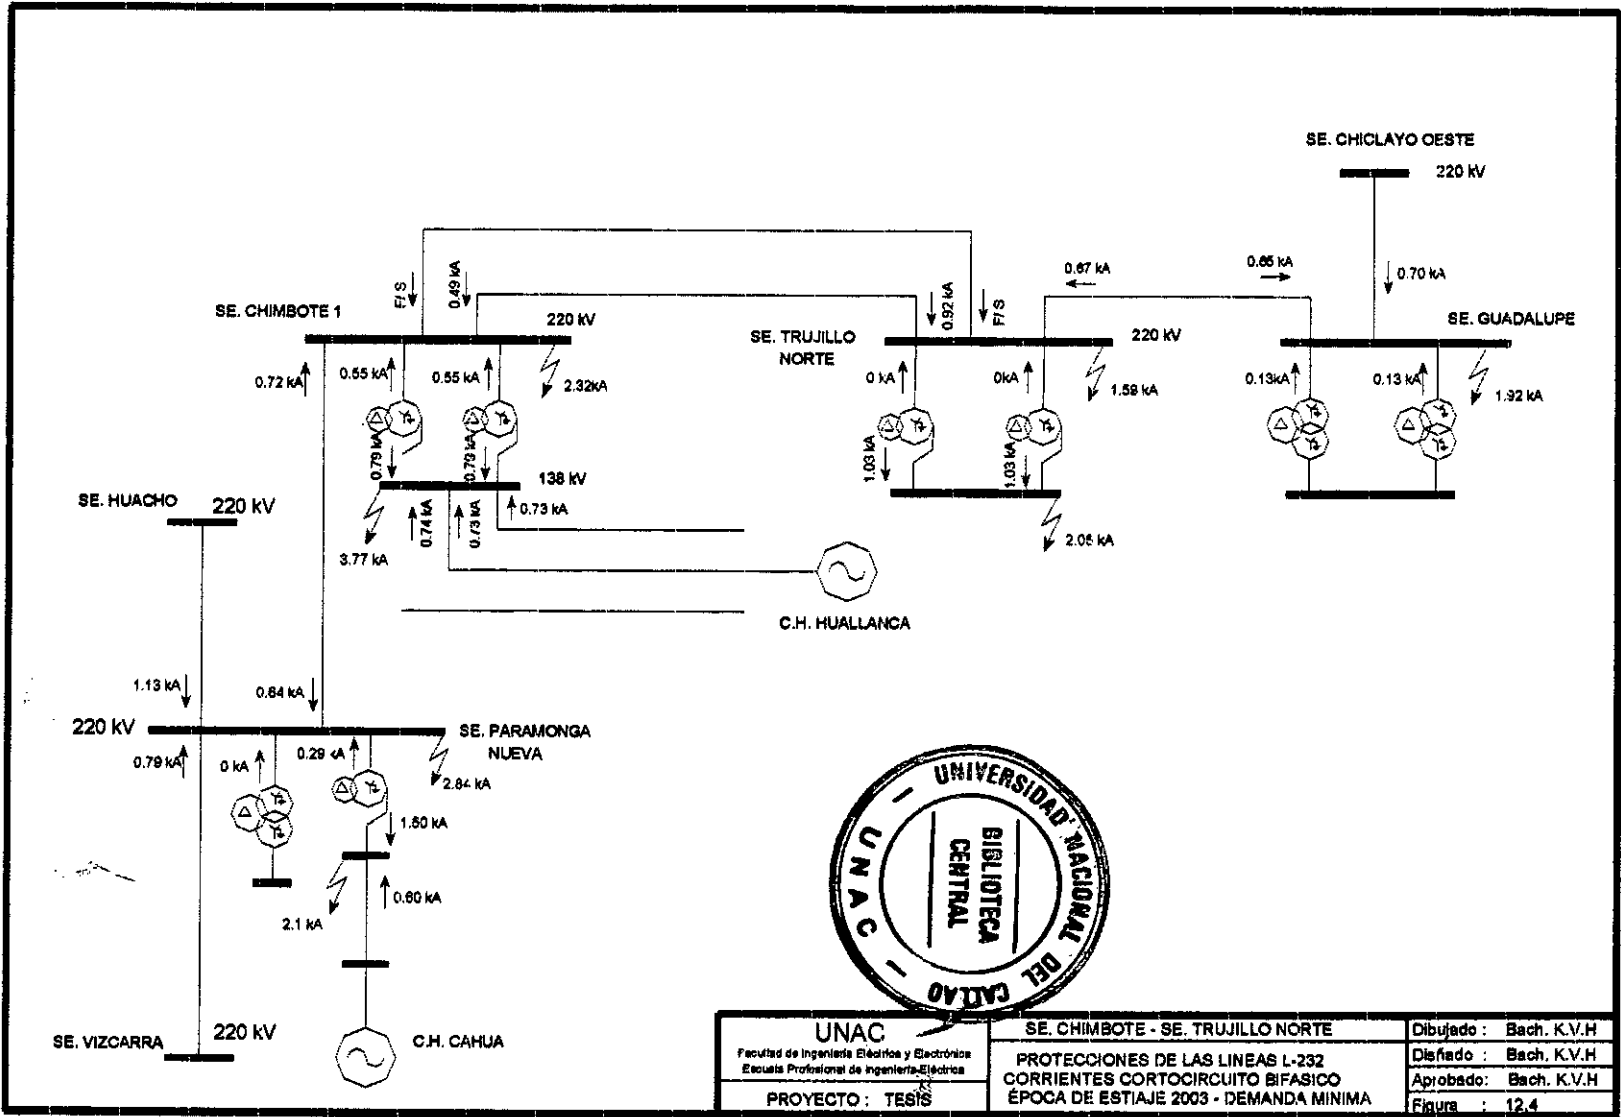 SE. CHICLAYO OESTE
220 kV
0.67 kA
0.65 kA
0.70 kA
F/S
0.49 kA
0.92 kA
F/S
SE. CHIMBOTE 1
220 kV
SE. TRUJILLO
NORTE
220 kV
SE. GUADALUPE
0.72 kA
0.55 kA
0.55 kA
2.32kA
0 kA
0kA
1.59 kA
0.13kA
0.13 kA
1.92 kA
0.79 kA
0.79 kA
1.03 kA
1.03 kA
138 kV
SE. HUACHO
220 kV
3.77 kA
0.74 kA
0.73 kA
0.73 kA
2.05 kA
C.H. HUALLANCA
1.13 kA
0.64 kA
220 kV
SE. PARAMONGA
NUEVA
0.79 kA
0 kA
0.29 kA
2.84 kA
1.50 kA
0.60 kA
2.1 kA
SE. VIZCARRA
220 kV
C.H. CAHUA
UNIVERSIDAD NACIONAL DEL CALLAO
— UNAC —
BIBLIOTECA
CENTRAL
UNAC
Facultad de Ingeniería Eléctrica y Electrónica
Escuela Profesional de Ingeniería Eléctrica
PROYECTO : TESIS
SE. CHIMBOTE - SE. TRUJILLO NORTE
PROTECCIONES DE LAS LINEAS L-232
CORRIENTES CORTOCIRCUITO BIFASICO
ÉPOCA DE ESTIAJE 2003 - DEMANDA MINIMA
Dibujado : Bach. K.V.H
Diseñado : Bach. K.V.H
Aprobado: Bach. K.V.H
Figura : 12.4